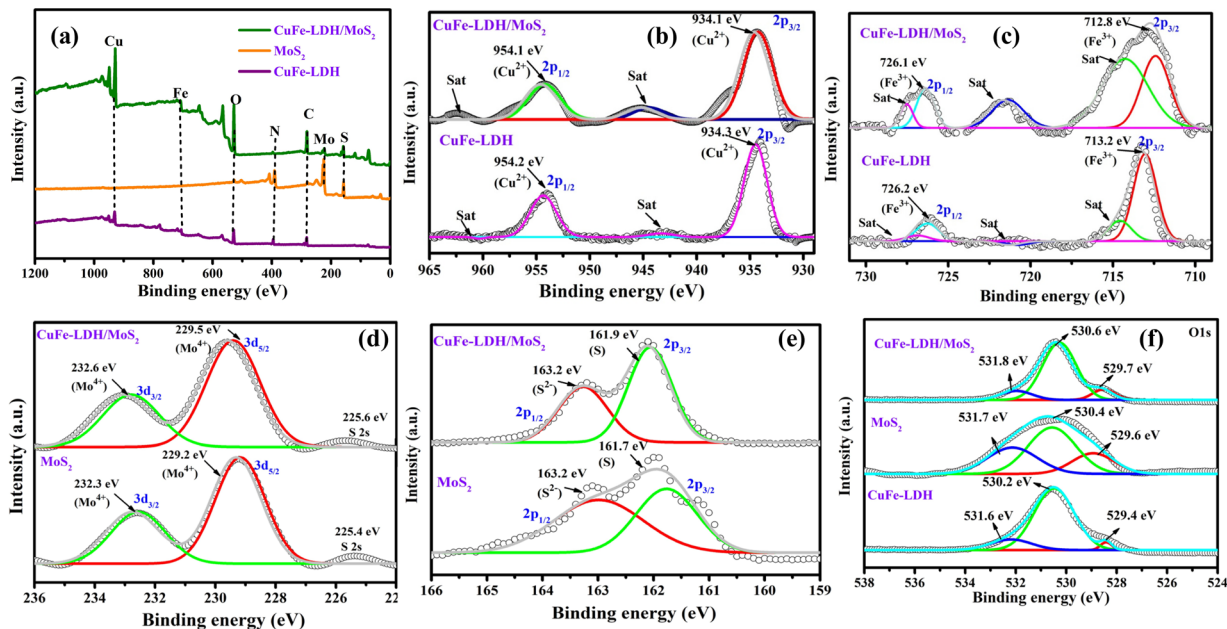 (a)
CuFe-LDH/MoS₂
MoS₂
CuFe-LDH
Cu
Fe
O
N
C
Mo
S
Intensity (a.u.)
1200 1000 800 600 400 200 0
Binding energy (eV)
CuFe-LDH/MoS₂
(b)
934.1 eV
(Cu²⁺)
2p₃/₂
954.1 eV
(Cu²⁺)
2p₁/₂
Sat
Sat
CuFe-LDH
934.3 eV
(Cu²⁺)
2p₃/₂
954.2 eV
(Cu²⁺)
2p₁/₂
Sat
Sat
Intensity (a.u.)
965 960 955 950 945 940 935 930
Binding energy (eV)
CuFe-LDH/MoS₂
(c)
712.8 eV
(Fe³⁺)
2p₃/₂
726.1 eV
(Fe³⁺)
2p₁/₂
Sat
Sat
Sat
CuFe-LDH
713.2 eV
(Fe³⁺)
2p₃/₂
726.2 eV
(Fe³⁺)
2p₁/₂
Sat
Sat
Sat
Intensity (a.u.)
730 725 720 715 710
Binding energy (eV)
CuFe-LDH/MoS₂
(d)
229.5 eV
(Mo⁴⁺)
3d₅/₂
232.6 eV
(Mo⁴⁺)
3d₃/₂
225.6 eV
S 2s
MoS₂
229.2 eV
(Mo⁴⁺)
3d₅/₂
232.3 eV
(Mo⁴⁺)
3d₃/₂
225.4 eV
S 2s
Intensity (a.u.)
236 234 232 230 228 226 224 22
Binding energy (eV)
CuFe-LDH/MoS₂
(e)
161.9 eV
(S)
2p₃/₂
163.2 eV
(S²⁻)
2p₁/₂
MoS₂
161.7 eV
(S)
2p₃/₂
163.2 eV
(S²⁻)
2p₁/₂
Intensity (a.u.)
166 165 164 163 162 161 160 159
Binding energy (eV)
O1s
(f)
CuFe-LDH/MoS₂
530.6 eV
531.8 eV
529.7 eV
MoS₂
530.4 eV
531.7 eV
529.6 eV
CuFe-LDH
530.2 eV
531.6 eV
529.4 eV
Intensity (a.u.)
538 536 534 532 530 528 526 524
Binding energy (eV)